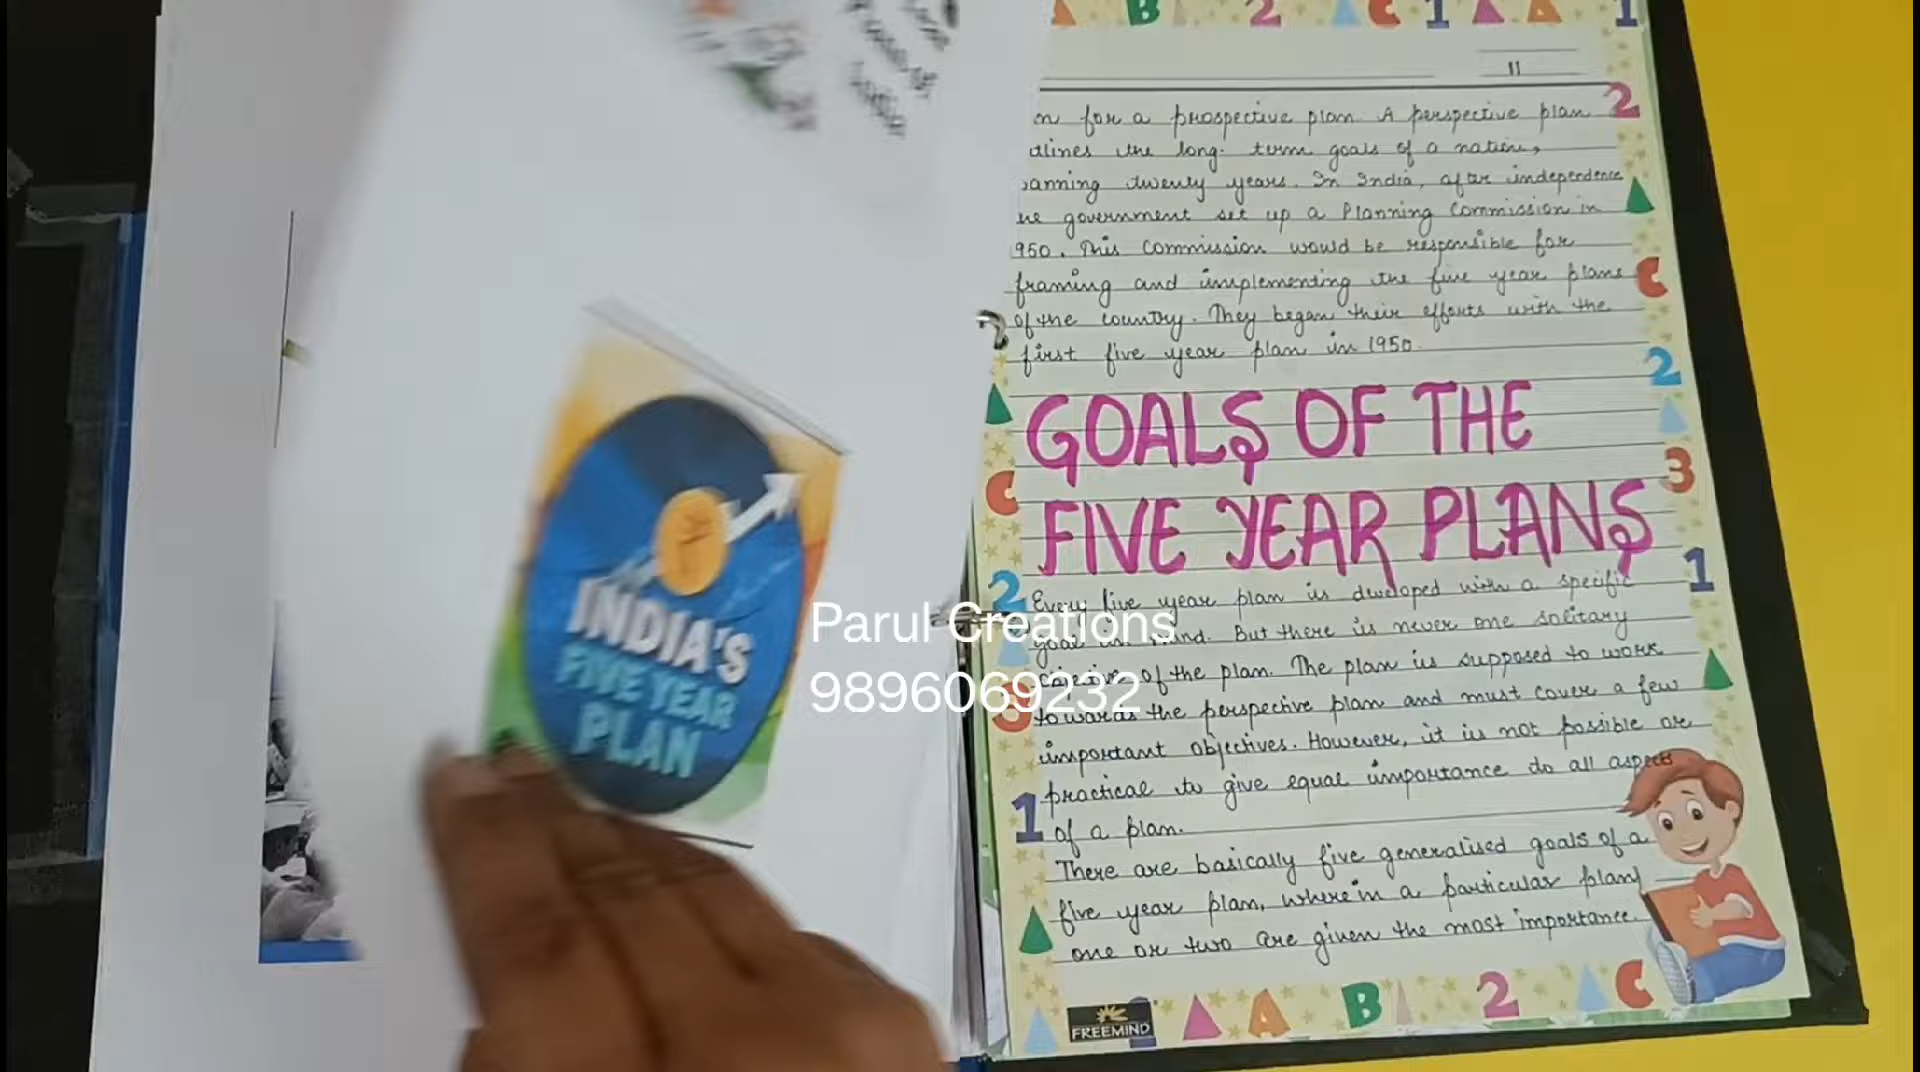 INDIA'S
FIVE YEAR
PLAN
11
for a prospective plan. A perspective plan
the long-term goals of a nation,
twenty years. In India, after independence
government set up a Planning Commission in
950. This Commission would be responsible for
framing and implementing the five year plans
of the country. They began their efforts with the
first five year plan in 1950.
GOALS OF THE
FIVE YEAR PLANS
Every five year plan is developed with a specific
goal in mind. But there is never one solitary
of the plan. The plan is supposed to work
towards the perspective plan and must cover a few
important objectives. However, it is not possible or
practical to give equal importance to all aspects
of a plan.
There are basically five generalised goals of a
five year plan, wherein a particular plan,
one or two are given the most importance.
Parul Creations
9896069232
FREEMIND